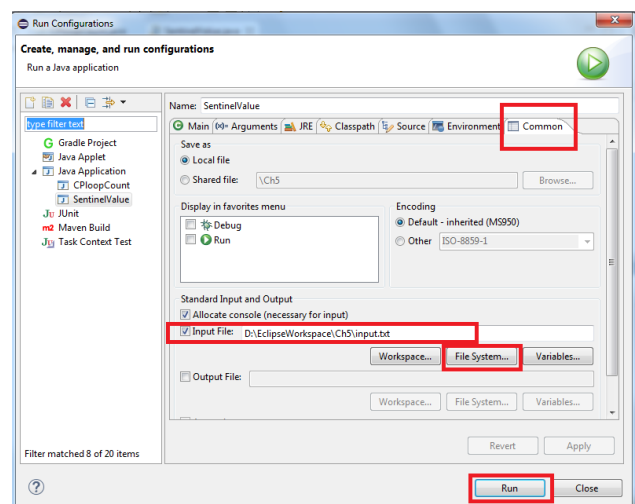 Run Configurations
Create, manage, and run configurations
Run a Java application
type filter text
Gradle Project
Java Applet
Java Application
CPloopCount
SentinelValue
Ju JUnit
m2 Maven Build
Task Context Test
Filter matched 8 of 20 items
Name: SentinelValue
Main (x)= Arguments JRE Classpath Source Environment Common
Save as
Local file
Shared file: \Ch5 Browse...
Display in favorites menu
Debug
Run
Encoding
Default - inherited (MS950)
Other ISO-8859-1
Standard Input and Output
Allocate console (necessary for input)
Input File: D:\EclipseWorkspace\Ch5\input.txt
Workspace... File System... Variables...
Output File:
Workspace... File System... Variables...
Revert Apply
Run Close